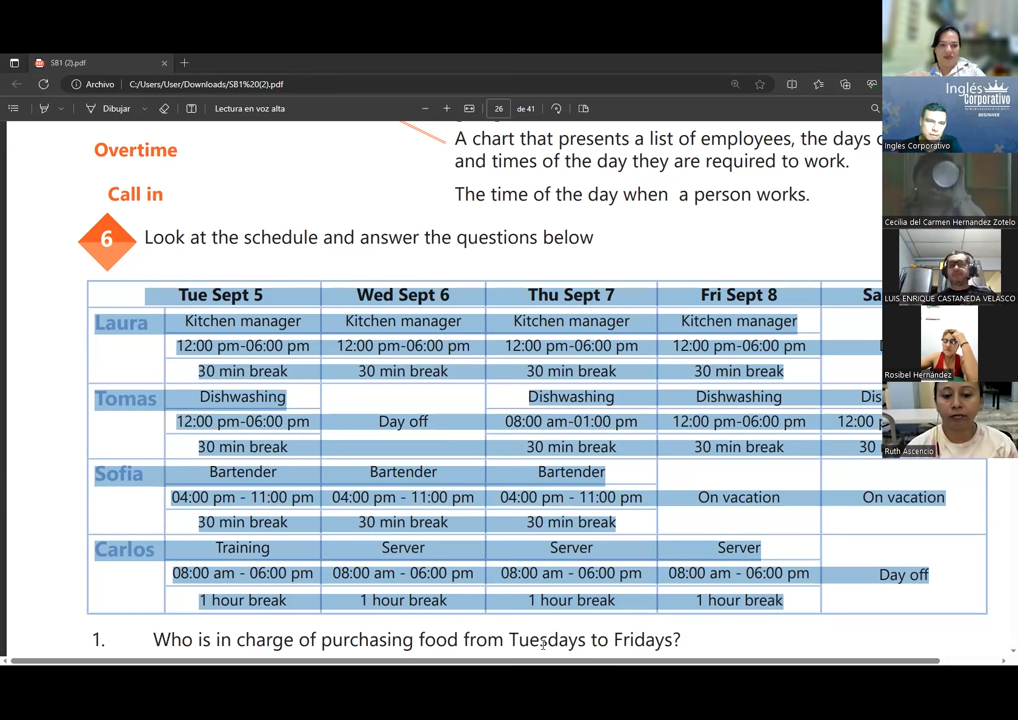 SB1 (2).pdf
Archivo C:/Users/User/Downloads/SB1%20(2).pdf
Dibujar Lectura en voz alta 26 de 41
A chart that presents a list of employees, the days
Overtime
and times of the day they are required to work.
Call in The time of the day when a person works.
6 Look at the schedule and answer the questions below
Tue Sept 5 Wed Sept 6 Thu Sept 7 Fri Sept 8 Sa
Laura Kitchen manager Kitchen manager Kitchen manager Kitchen manager
12:00 pm-06:00 pm 12:00 pm-06:00 pm 12:00 pm-06:00 pm 12:00 pm-06:00 pm
30 min break 30 min break 30 min break 30 min break
Tomas Dishwashing Dishwashing Dishwashing Dis
12:00 pm-06:00 pm Day off 08:00 am-01:00 pm 12:00 pm-06:00 pm 12:00 p
30 min break 30 min break 30 min break 30
Sofia Bartender Bartender Bartender
04:00 pm - 11:00 pm 04:00 pm - 11:00 pm 04:00 pm - 11:00 pm On vacation On vacation
30 min break 30 min break 30 min break
Carlos Training Server Server Server
08:00 am - 06:00 pm 08:00 am - 06:00 pm 08:00 am - 06:00 pm 08:00 am - 06:00 pm Day off
1 hour break 1 hour break 1 hour break 1 hour break
1. Who is in charge of purchasing food from Tuesdays to Fridays?
Inglés
Corporativo
BEGINNER
Ingles Corporativo
Cecilia del Carmen Hernandez Zotelo
LUIS ENRIQUE CASTANEDA VELASCO
Rosibel Hernández
Ruth Ascencio